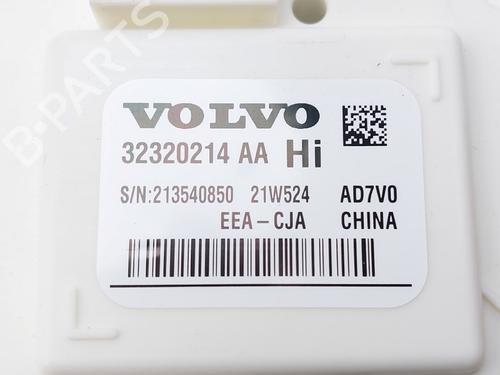 B-PARTS
VOLVO
32320214 AA Hi
S/N:213540850 21W524 AD7V0
EEA-CJA CHINA